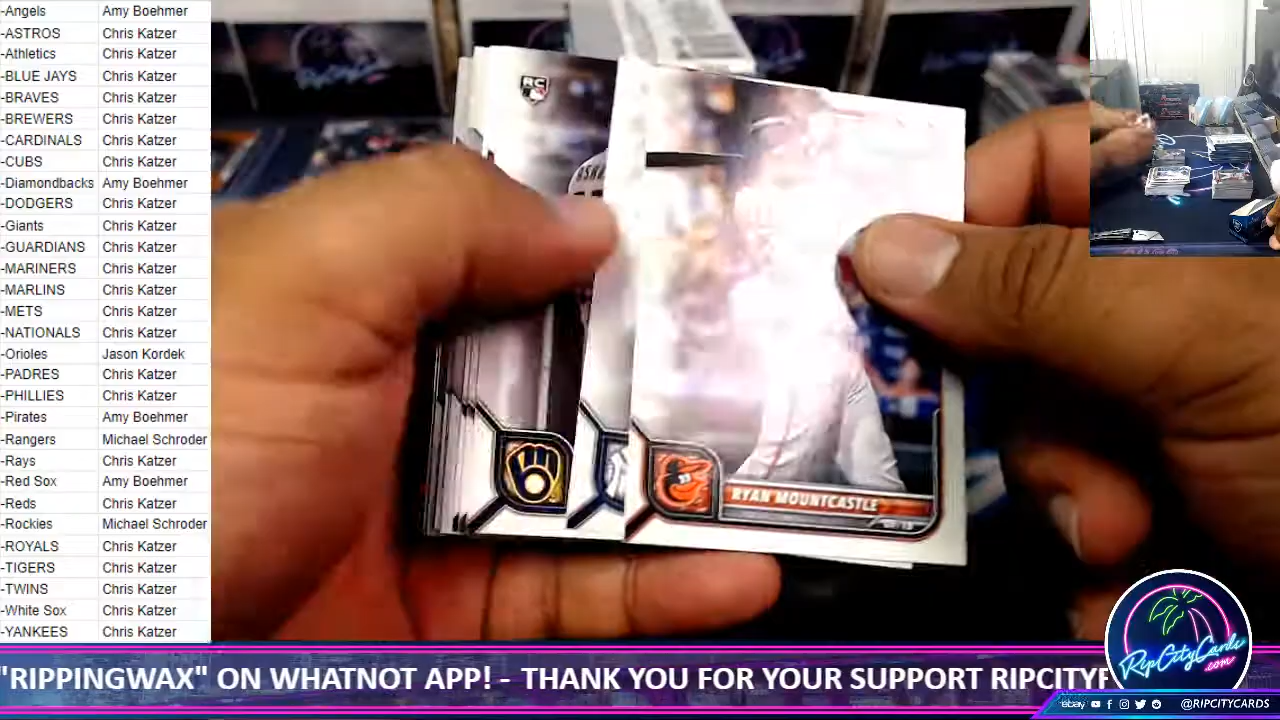 -Angels Amy Boehmer
-ASTROS Chris Katzer
-Athletics Chris Katzer
-BLUE JAYS Chris Katzer
-BRAVES Chris Katzer
-BREWERS Chris Katzer
-CARDINALS Chris Katzer
-CUBS Chris Katzer
-Diamondbacks Amy Boehmer
-DODGERS Chris Katzer
-Giants Chris Katzer
-GUARDIANS Chris Katzer
-MARINERS Chris Katzer
-MARLINS Chris Katzer
-METS Chris Katzer
-NATIONALS Chris Katzer
-Orioles Jason Kordek
-PADRES Chris Katzer
-PHILLIES Chris Katzer
-Pirates Amy Boehmer
-Rangers Michael Schroder
-Rays Chris Katzer
-Red Sox Amy Boehmer
-Reds Chris Katzer
-Rockies Michael Schroder
-ROYALS Chris Katzer
-TIGERS Chris Katzer
-TWINS Chris Katzer
-White Sox Chris Katzer
-YANKEES Chris Katzer
RC
RYAN MOUNTCASTLE
"RIPPINGWAX" ON WHATNOT APP! - THANK YOU FOR YOUR SUPPORT RIPCITYF
RipCityCards
.com
ebay @RIPCITYCARDS